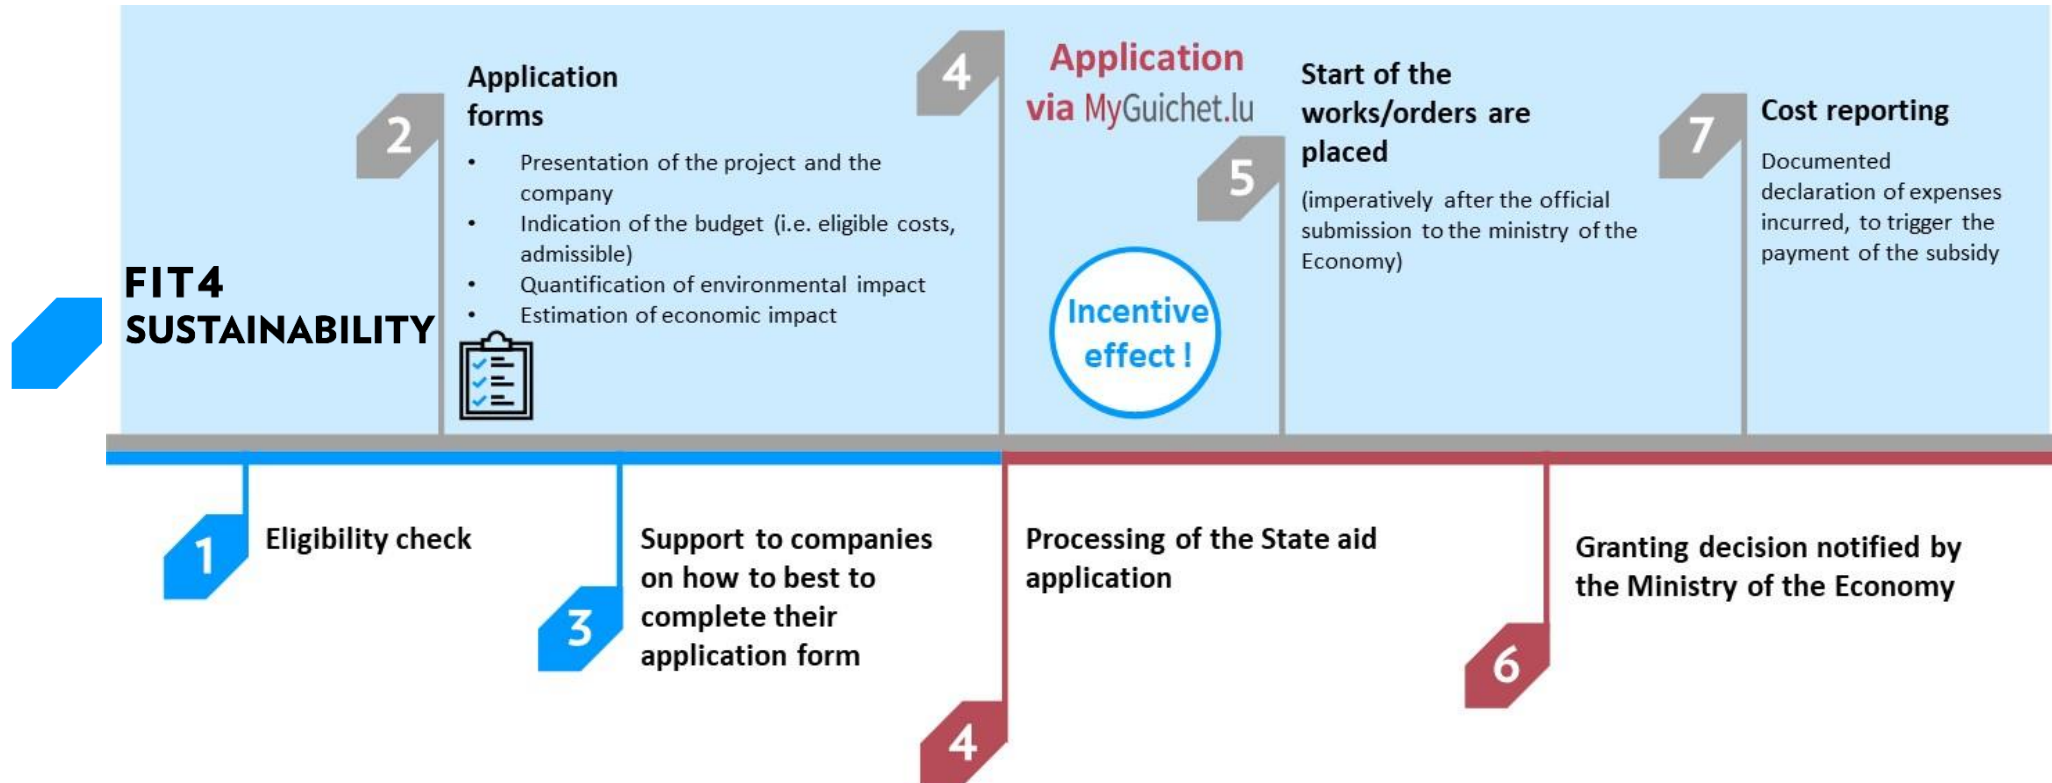 FIT4
SUSTAINABILITY
2
Application
forms
• Presentation of the project and the
company
• Indication of the budget (i.e. eligible costs,
admissible)
• Quantification of environmental impact
• Estimation of economic impact
4
Application
via MyGuichet.lu
Incentive
effect !
5
Start of the
works/orders are
placed
(imperatively after the official
submission to the ministry of the
Economy)
7
Cost reporting
Documented
declaration of expenses
incurred, to trigger the
payment of the subsidy
1
Eligibility check
3
Support to companies
on how to best to
complete their
application form
4
Processing of the State aid
application
6
Granting decision notified by
the Ministry of the Economy